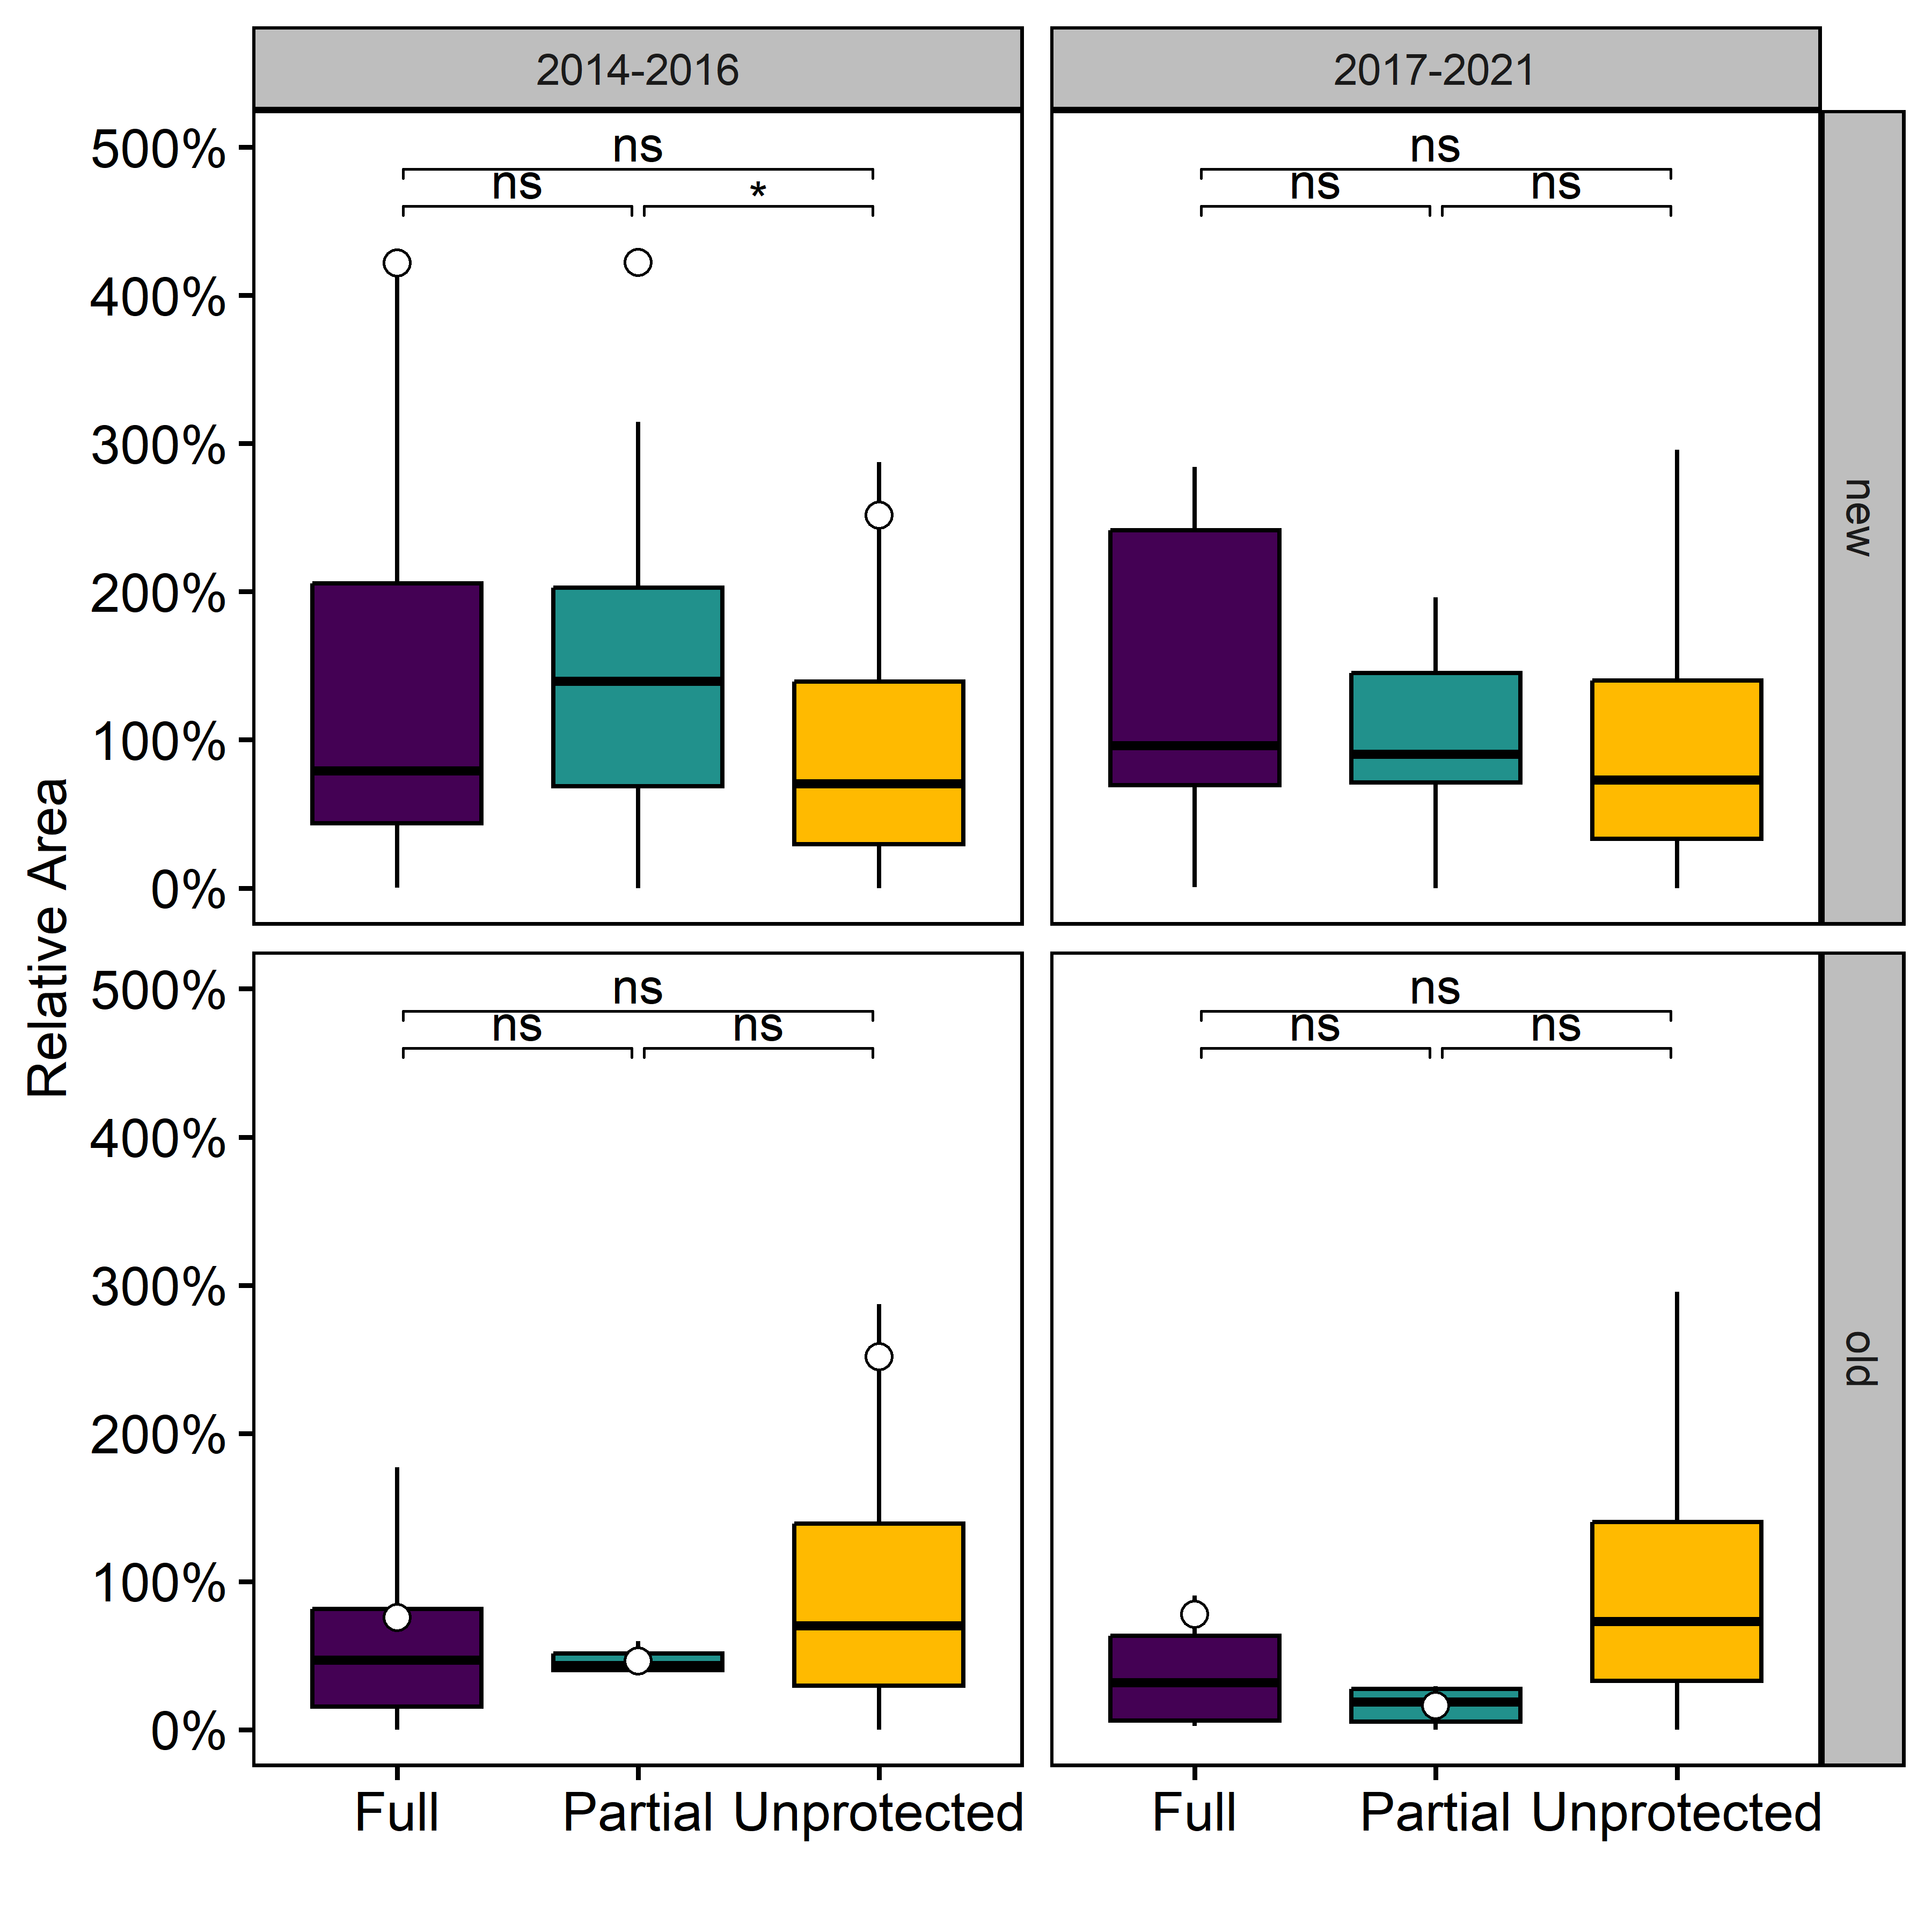 2014-2016
2017-2021
Relative Area
500%
400%
300%
200%
100%
0%
ns
ns
*
ns
ns
ns
new
500%
400%
300%
200%
100%
0%
ns
ns
ns
ns
ns
ns
old
Full
Partial
Unprotected
Full
Partial
Unprotected